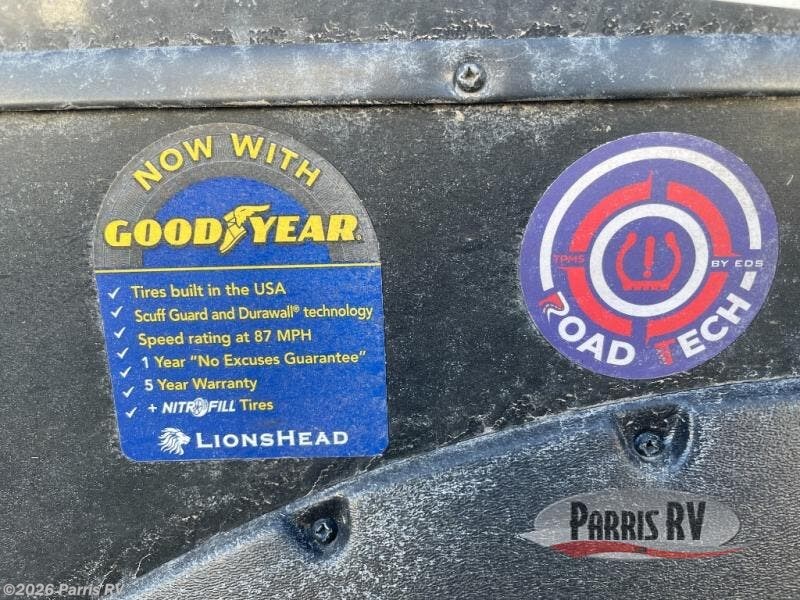 NOW WITH
GOODYEAR®
✓ Tires built in the USA
✓ Scuff Guard and Durawall® technology
✓ Speed rating at 87 MPH
✓ 1 Year "No Excuses Guarantee"
✓ 5 Year Warranty
✓ + NITROFILL Tires
LIONSHEAD
TPMS BY EDS
ROAD TECH
PARRIS RV
©2026 Parris RV